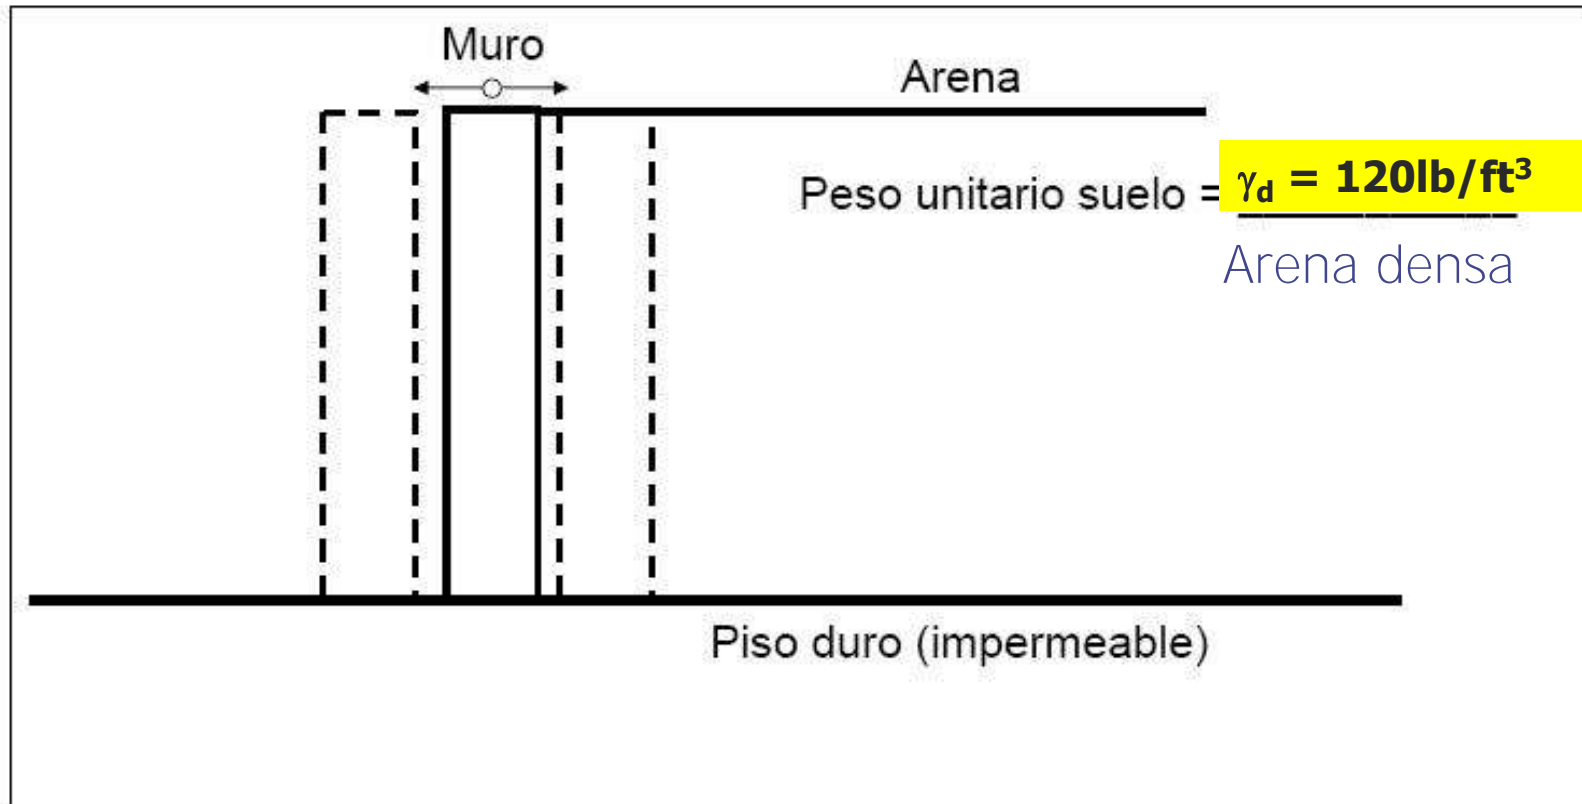 Muro
Arena
Peso unitario suelo = γd = 120lb/ft³
Arena densa
Piso duro (impermeable)